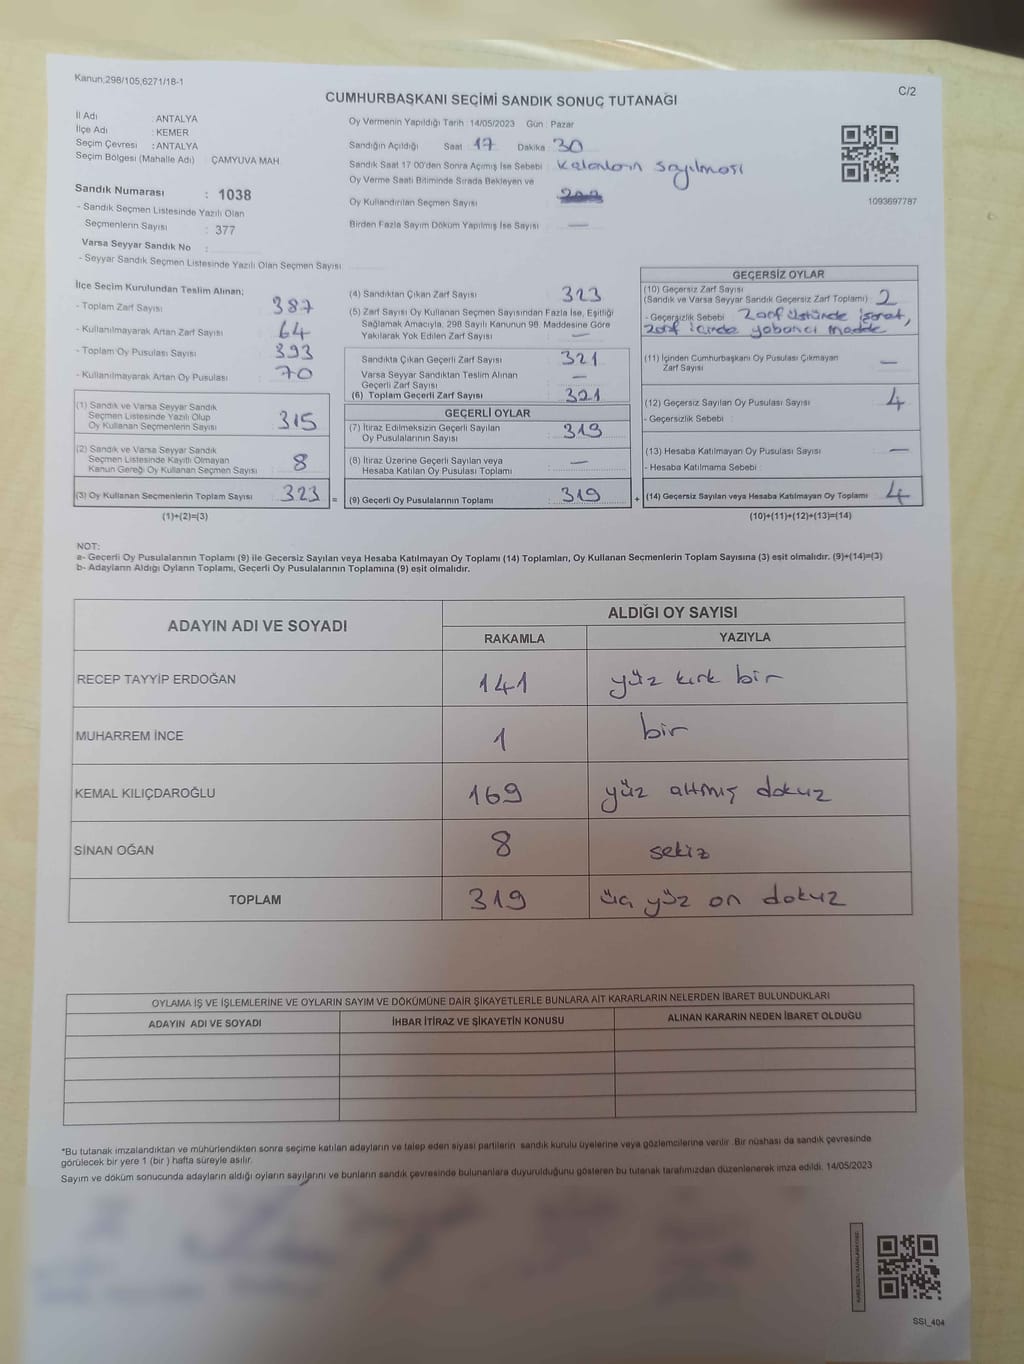 Kanun,298/105,6271/18-1
C/2
CUMHURBAŞKANI SEÇİMİ SANDIK SONUÇ TUTANAĞI
İl Adı : ANTALYA
İlçe Adı : KEMER
Seçim Çevresi : ANTALYA
Seçim Bölgesi (Mahalle Adı) : ÇAMYUVA MAH.
Sandık Numarası : 1038
- Sandık Seçmen Listesinde Yazılı Olan
Seçmenlerin Sayısı : 377
Varsa Seyyar Sandık No :
- Seyyar Sandık Seçmen Listesinde Yazılı Olan Seçmen Sayısı
Oy Vermenin Yapıldığı Tarih :14/05/2023 Gün : Pazar
Sandığın Açıldığı Saat : 17 Dakika : 30
Sandık Saat 17:00'den Sonra Açımış İse Sebebi : zarfların sayılması
Oy Verme Saati Bitiminde Sırada Bekleyen ve
Oy Kullandırılan Seçmen Sayısı
Birden Fazla Sayım Döküm Yapılmış İse Sayısı : —
1093697787
İlçe Seçim Kurulundan Teslim Alınan;
- Toplam Zarf Sayısı : 387
- Kullanılmayarak Artan Zarf Sayısı : 64
- Toplam Oy Pusulası Sayısı : 393
- Kullanılmayarak Artan Oy Pusulası : 70
(1) Sandık ve Varsa Seyyar Sandık
Seçmen Listesinde Yazılı Olup
Oy Kullanan Seçmenlerin Sayısı : 315
(2) Sandık ve Varsa Seyyar Sandık
Seçmen Listesinde Kayıtlı Olmayan
Kanun Gereği Oy Kullanan Seçmen Sayısı : 8
(3) Oy Kullanan Seçmenlerin Toplam Sayısı : 323 =
(1)+(2)=(3)
(4) Sandıktan Çıkan Zarf Sayısı : 323
(5) Zarf Sayısı Oy Kullanan Seçmen Sayısından Fazla İse, Eşitliği
Sağlamak Amacıyla, 298 Sayılı Kanunun 98. Maddesine Göre
Yakılarak Yok Edilen Zarf Sayısı : —
Sandıkta Çıkan Geçerli Zarf Sayısı : 321
Varsa Seyyar Sandıktan Teslim Alınan
Geçerli Zarf Sayısı : —
(6) Toplam Geçerli Zarf Sayısı : 321
GEÇERLİ OYLAR
(7) İtiraz Edilmeksizin Geçerli Sayılan
Oy Pusulalarının Sayısı : 319
(8) İtiraz Üzerine Geçerli Sayılan veya
Hesaba Katılan Oy Pusulası Toplamı : —
(9) Geçerli Oy Pusulalarının Toplamı : 319 +
GEÇERSİZ OYLAR
(10) Geçersiz Zarf Sayısı
(Sandık ve Varsa Seyyar Sandık Geçersiz Zarf Toplamı) : 2
- Geçersizlik Sebebi : Zarf üstünde işaret,
zarf içinde yabancı madde
(11) İçinden Cumhurbaşkanı Oy Pusulası Çıkmayan
Zarf Sayısı : —
(12) Geçersiz Sayılan Oy Pusulası Sayısı : 4
- Geçersizlik Sebebi :
(13) Hesaba Katılmayan Oy Pusulası Sayısı : —
- Hesaba Katılmama Sebebi :
(14) Geçersiz Sayılan veya Hesaba Katılmayan Oy Toplamı : 4
(10)+(11)+(12)+(13)=(14)
NOT:
a- Geçerli Oy Pusulalarının Toplamı (9) ile Geçersiz Sayılan veya Hesaba Katılmayan Oy Toplamı (14) Toplamları, Oy Kullanan Seçmenlerin Toplam Sayısına (3) eşit olmalıdır. (9)+(14)=(3)
b- Adayların Aldığı Oyların Toplamı, Geçerli Oy Pusulalarının Toplamına (9) eşit olmalıdır.
ADAYIN ADI VE SOYADI
ALDIĞI OY SAYISI
RAKAMLA YAZIYLA
RECEP TAYYİP ERDOĞAN 141 yüz kırk bir
MUHARREM İNCE 1 bir
KEMAL KILIÇDAROĞLU 169 yüz altmış dokuz
SİNAN OĞAN 8 sekiz
TOPLAM 319 üç yüz on dokuz
OYLAMA İŞ VE İŞLEMLERİNE VE OYLARIN SAYIM VE DÖKÜMÜNE DAİR ŞİKAYETLERLE BUNLARA AİT KARARLARIN NELERDEN İBARET BULUNDUKLARI
ADAYIN ADI VE SOYADI İHBAR İTİRAZ VE ŞİKAYETİN KONUSU ALINAN KARARIN NEDEN İBARET OLDUĞU
*Bu tutanak imzalandıktan ve mühürlendikten sonra seçime katılan adayların ve talep eden siyasi partilerin sandık kurulu üyelerine veya gözlemcilerine verilir .Bir nüshası da sandık çevresinde
görülecek bir yere 1 (bir ) hafta süreyle asılır.
Sayım ve döküm sonucunda adayların aldığı oyların sayılarını ve bunların sandık çevresinde bulunanlara duyurulduğunu gösteren bu tutanak tarafımızdan düzenlenerek imza edildi. 14/05/2023
SSI_404